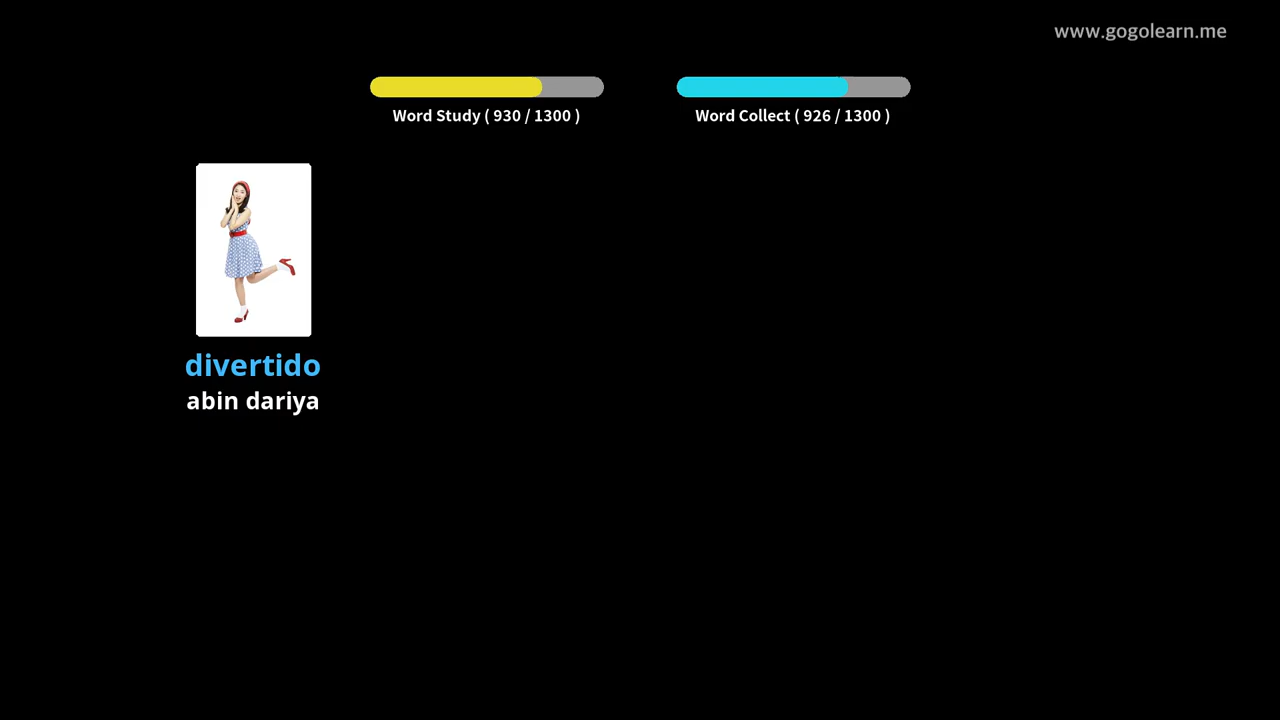 www.gogolearn.me
Word Study ( 930 / 1300 )
Word Collect ( 926 / 1300 )
divertido
abin dariya